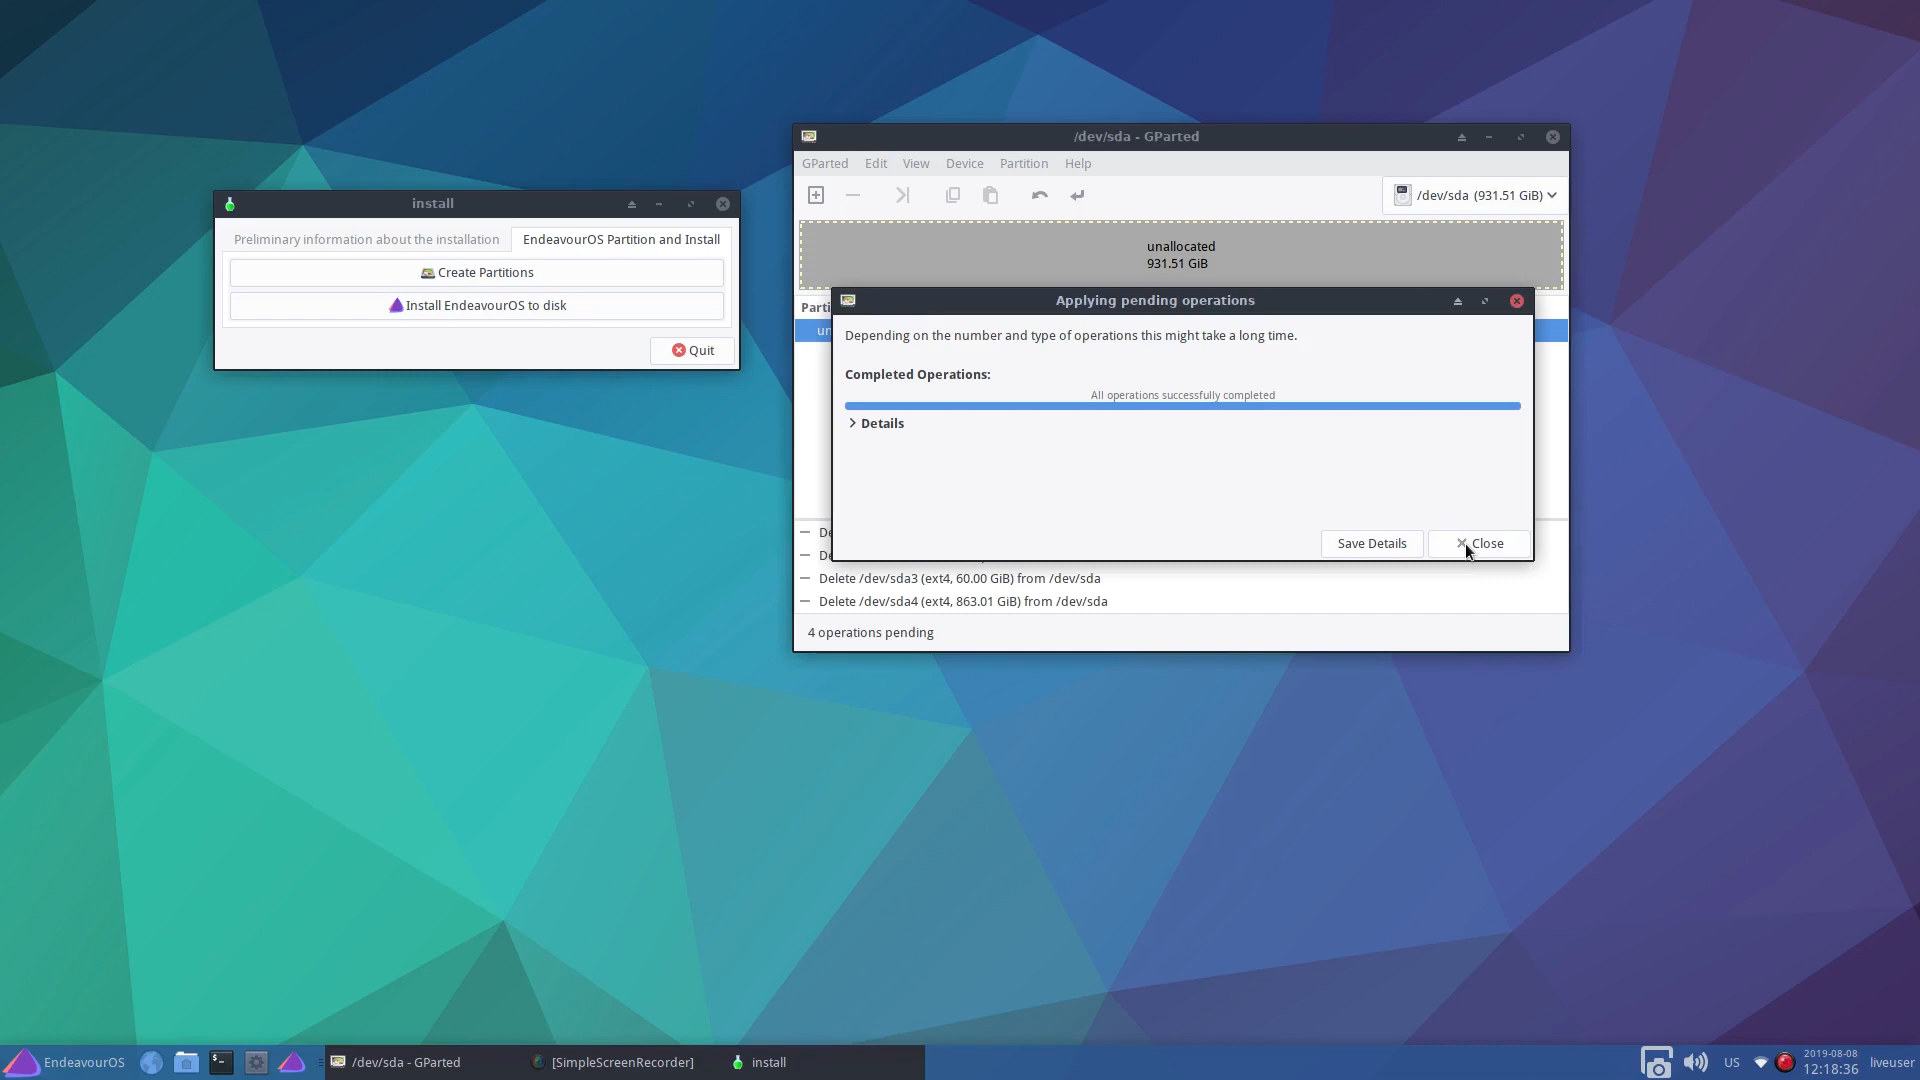 install
Preliminary information about the installation
EndeavourOS Partition and Install
Create Partitions
Install EndeavourOS to disk
Quit
/dev/sda - GParted
GParted Edit View Device Partition Help
/dev/sda (931.51 GiB)
unallocated
931.51 GiB
Parti
un
Applying pending operations
Depending on the number and type of operations this might take a long time.
Completed Operations:
All operations successfully completed
Details
Save Details
Close
De
De
Delete /dev/sda3 (ext4, 60.00 GiB) from /dev/sda
Delete /dev/sda4 (ext4, 863.01 GiB) from /dev/sda
4 operations pending
EndeavourOS
/dev/sda - GParted
[SimpleScreenRecorder]
install
US
2019-08-08
12:18:36
liveuser